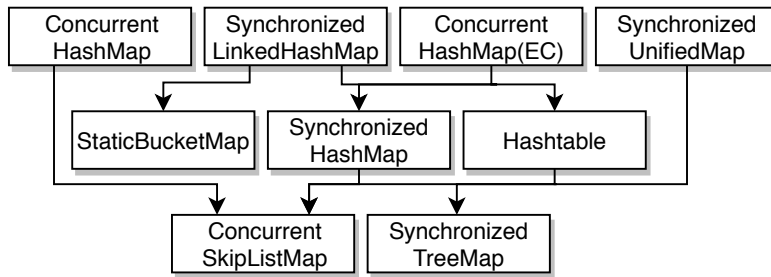 Concurrent
HashMap
Synchronized
LinkedHashMap
Concurrent
HashMap(EC)
Synchronized
UnifiedMap
StaticBucketMap
Synchronized
HashMap
Hashtable
Concurrent
SkipListMap
Synchronized
TreeMap